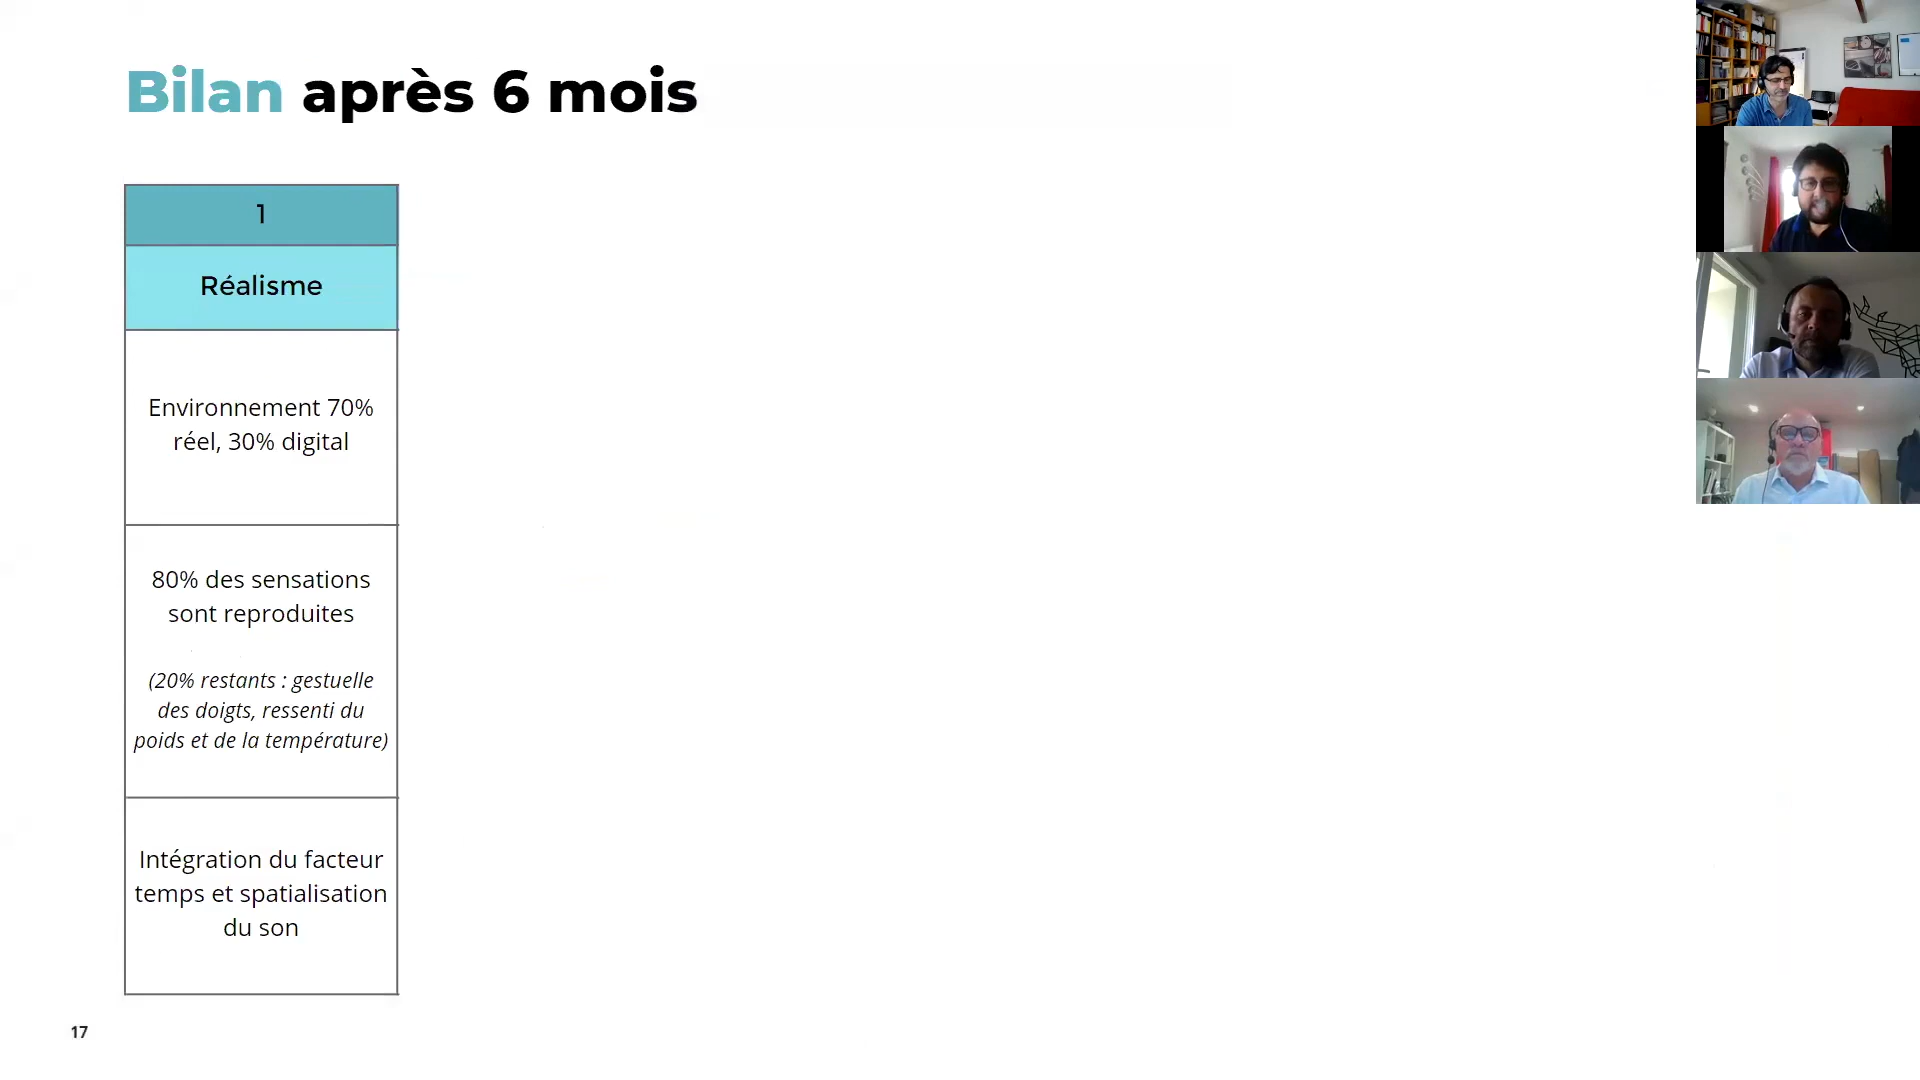 Bilan après 6 mois
1
Réalisme
Environnement 70%
réel, 30% digital
80% des sensations
sont reproduites
(20% restants : gestuelle
des doigts, ressenti du
poids et de la température)
Intégration du facteur
temps et spatialisation
du son
17